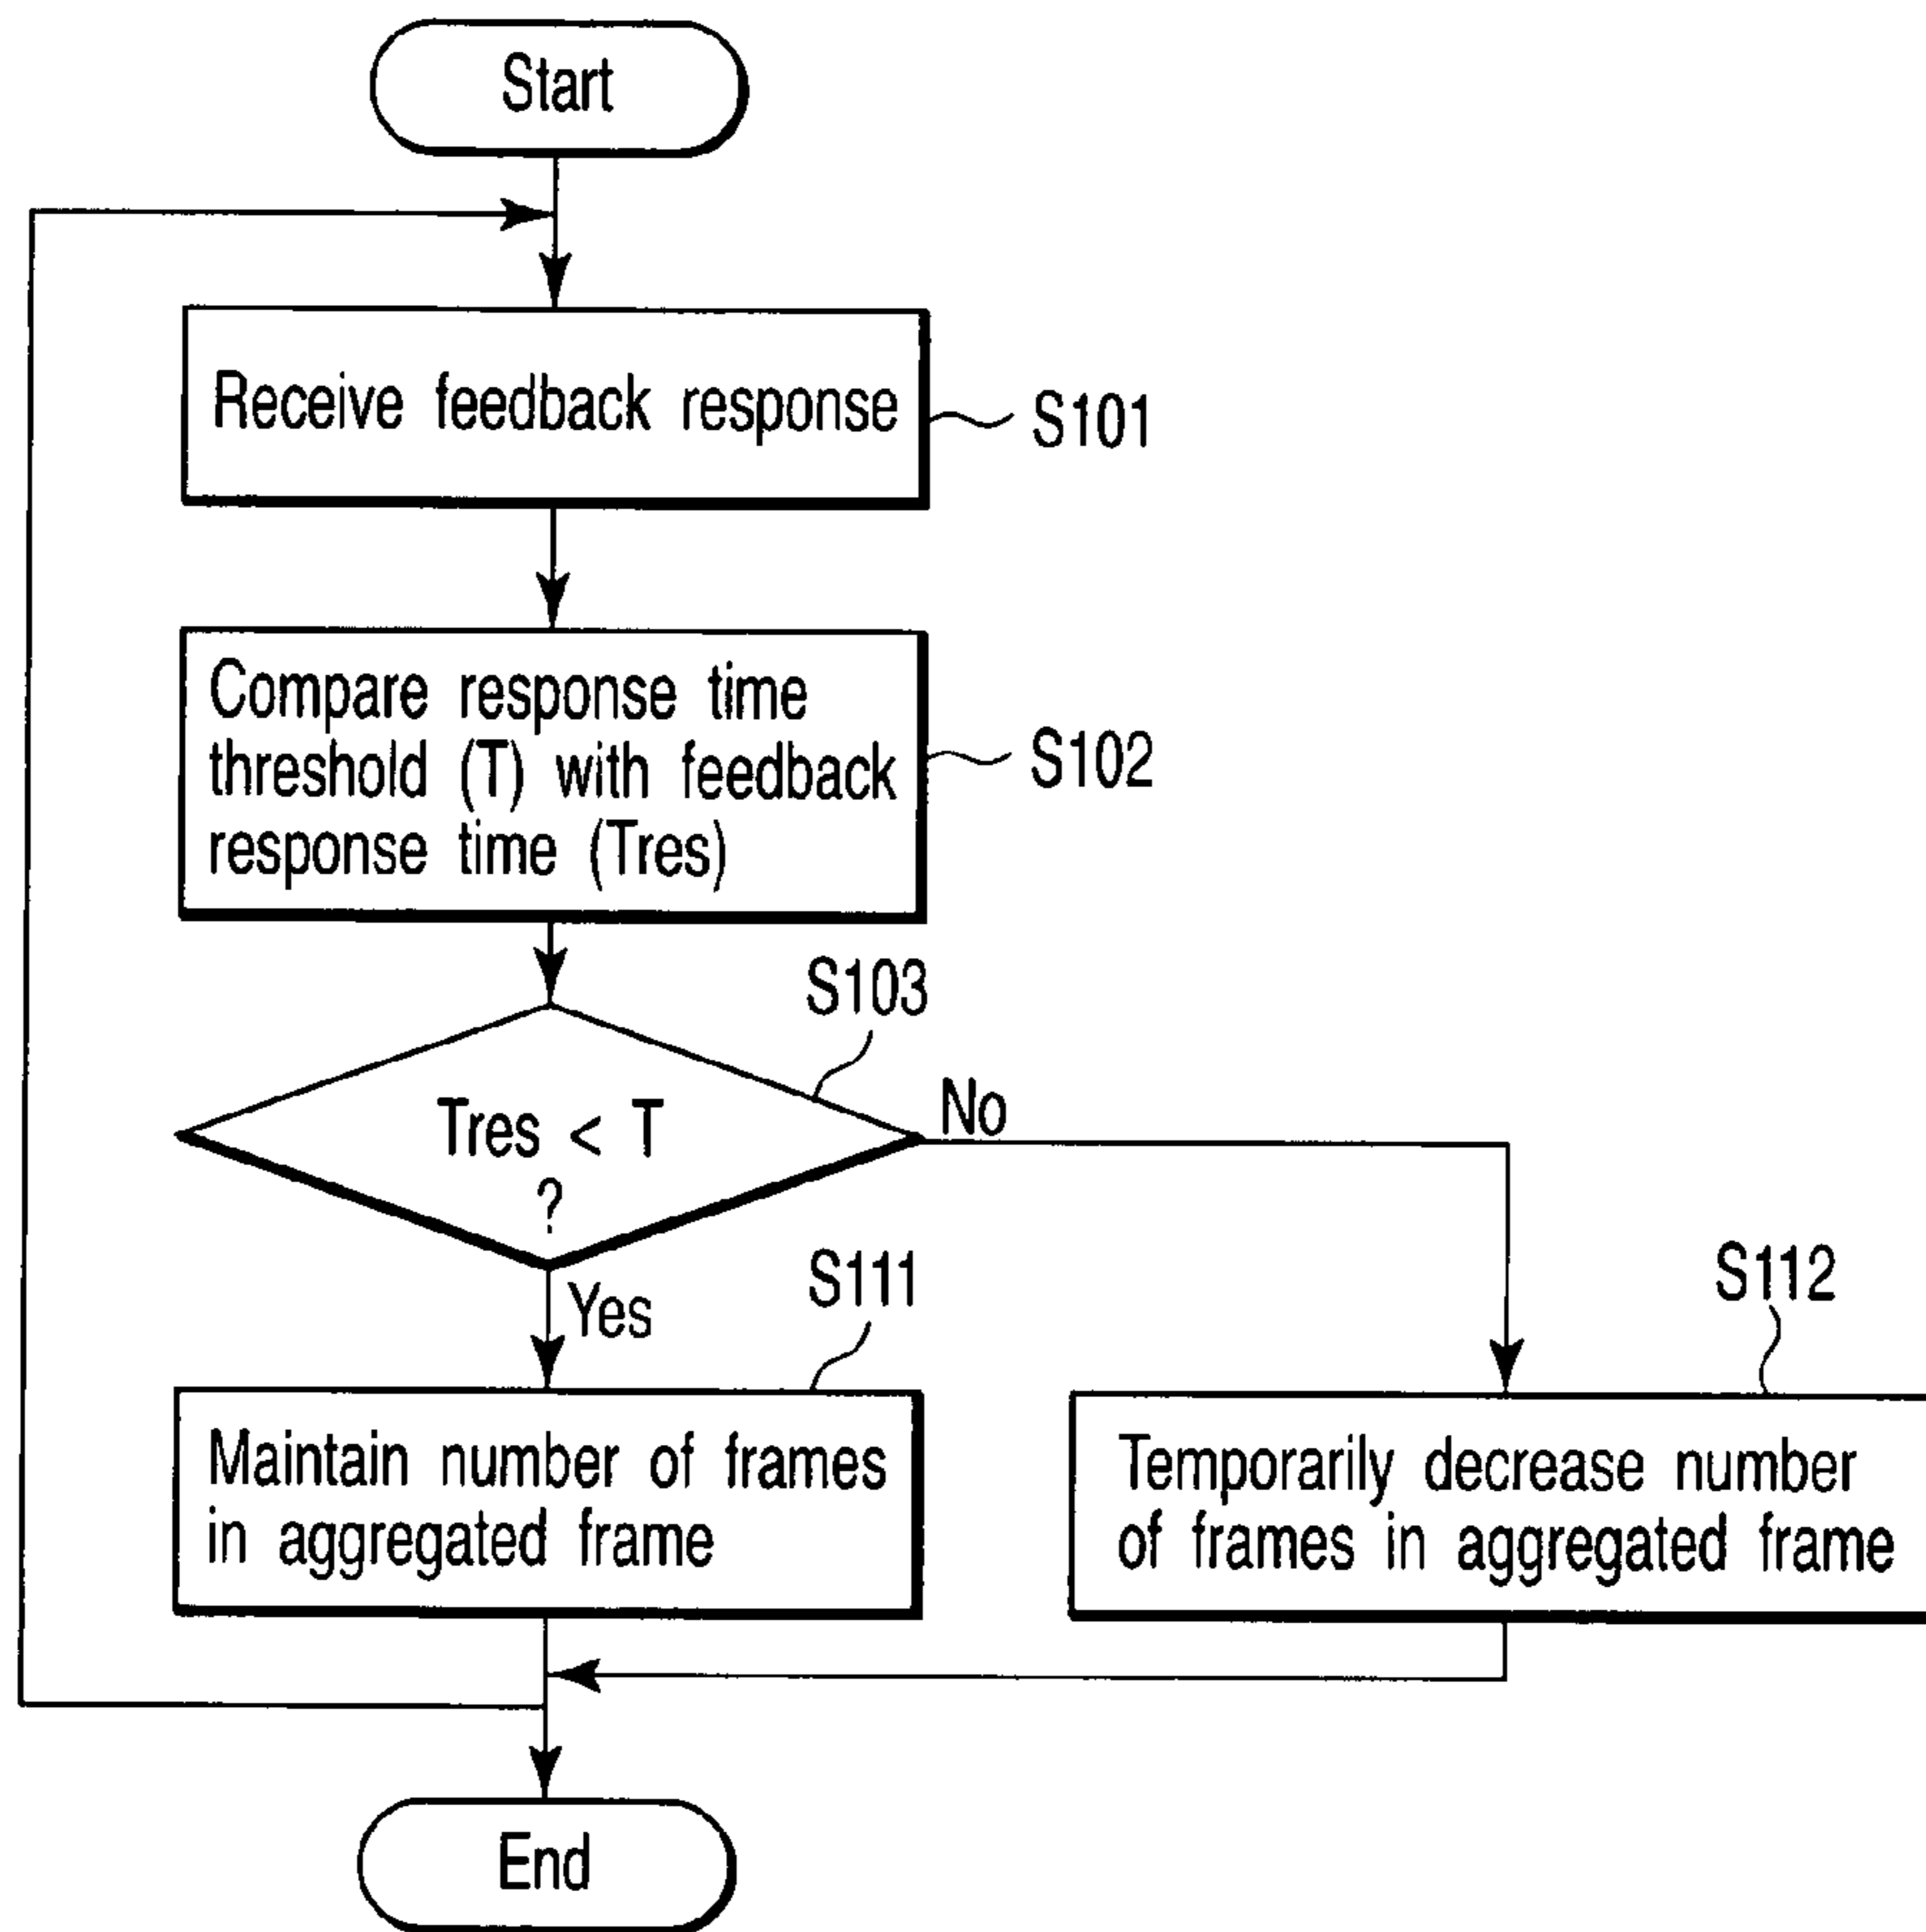 Start
Receive feedback response
S101
Compare response time
threshold (T) with feedback
response time (Tres)
S102
S103
Tres < T
?
No
Yes
S111
S112
Maintain number of frames
in aggregated frame
Temporarily decrease number
of frames in aggregated frame
End